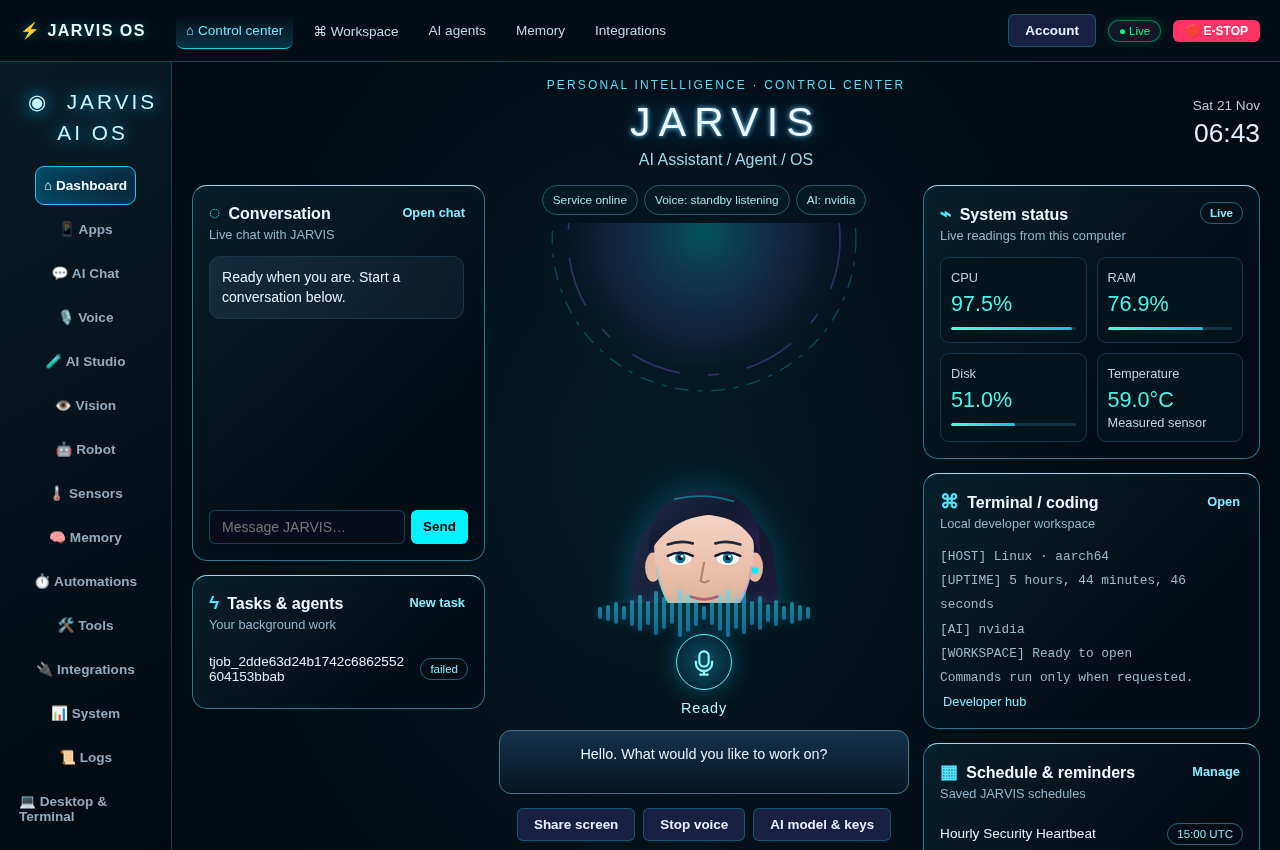 ⚡ JARVIS OS
⌂ Control center
⌘ Workspace
AI agents
Memory
Integrations
Account
● Live
🛑 E-STOP
◉ JARVIS
AI OS
⌂ Dashboard
📱 Apps
💬 AI Chat
🎙️ Voice
🧪 AI Studio
👁️ Vision
🤖 Robot
🌡️ Sensors
🧠 Memory
⏱️ Automations
🛠️ Tools
🔌 Integrations
📊 System
📜 Logs
💻 Desktop &
Terminal
PERSONAL INTELLIGENCE · CONTROL CENTER
JARVIS
AI Assistant / Agent / OS
Sat 21 Nov
06:43
◌ Conversation
Open chat
Live chat with JARVIS
Ready when you are. Start a
conversation below.
Message JARVIS…
Send
ϟ Tasks & agents
New task
Your background work
tjob_2dde63d24b1742c6862552
604153bbab
failed
Service online
Voice: standby listening
AI: nvidia
Ready
Hello. What would you like to work on?
Share screen
Stop voice
AI model & keys
⌁ System status
Live
Live readings from this computer
CPU
97.5%
RAM
76.9%
Disk
51.0%
Temperature
59.0°C
Measured sensor
⌘ Terminal / coding
Open
Local developer workspace
[HOST] Linux · aarch64
[UPTIME] 5 hours, 44 minutes, 46
seconds
[AI] nvidia
[WORKSPACE] Ready to open
Commands run only when requested.
Developer hub
▦ Schedule & reminders
Manage
Saved JARVIS schedules
Hourly Security Heartbeat
15:00 UTC